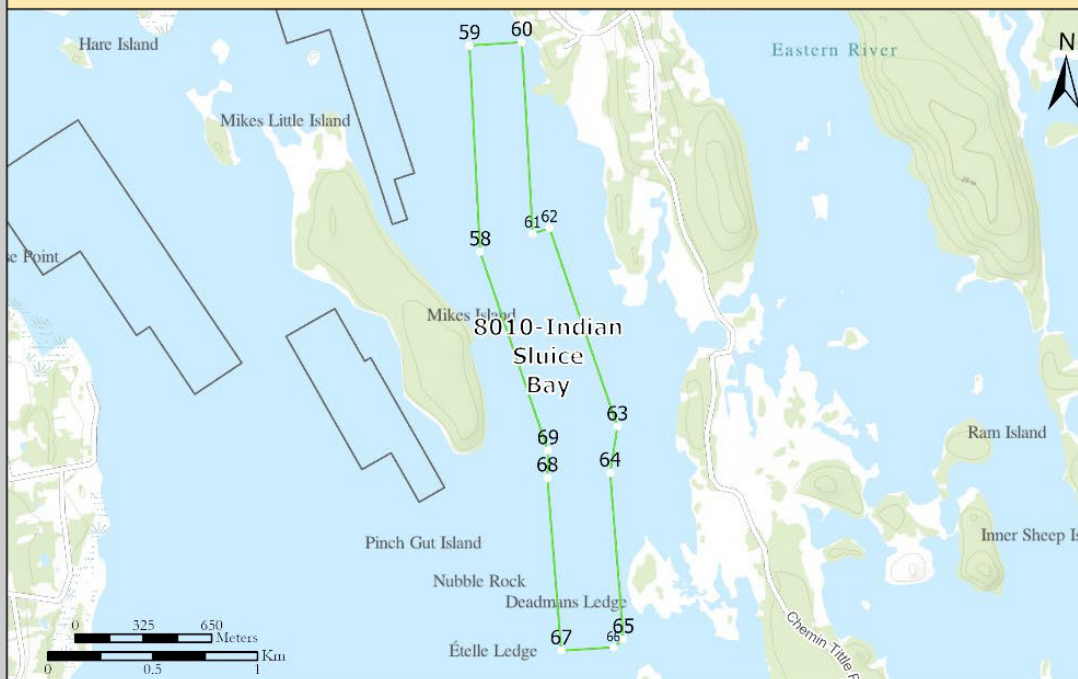 59
60
Hare Island
Eastern River
N
Mikes Little Island
61
62
58
se Point
Mikes Island
8010-Indian
Sluice
Bay
63
69
Ram Island
64
68
Pinch Gut Island
Inner Sheep Is
Nubble Rock
Deadmans Ledge
65
66
67
Ételle Ledge
Chemin Tittle R
0 325 650
Meters
Km
0 0.5 1